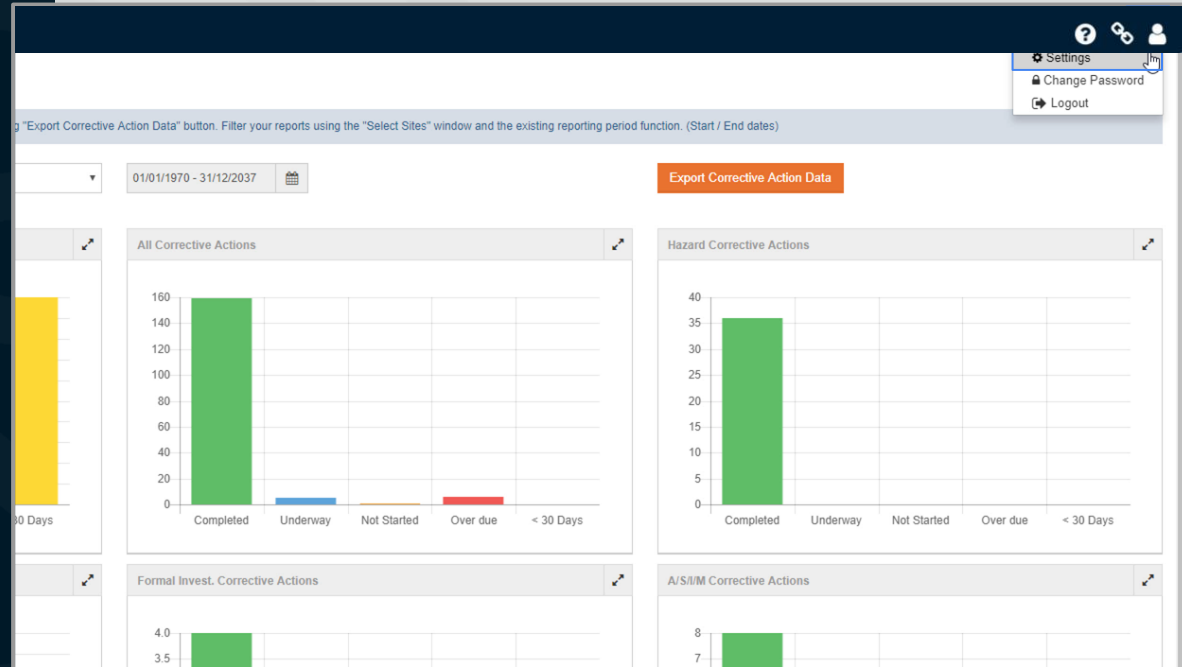 Settings
Change Password
Logout
"Export Corrective Action Data" button. Filter your reports using the "Select Sites" window and the existing reporting period function. (Start / End dates)
01/01/1970 - 31/12/2037
Export Corrective Action Data
All Corrective Actions
Hazard Corrective Actions
160
140
120
100
80
60
40
20
0
Completed Underway Not Started Over due < 30 Days
40
35
30
25
20
15
10
5
0
Completed Underway Not Started Over due < 30 Days
30 Days
Formal Invest. Corrective Actions
A/S/I/M Corrective Actions
4.0
3.5
8
7